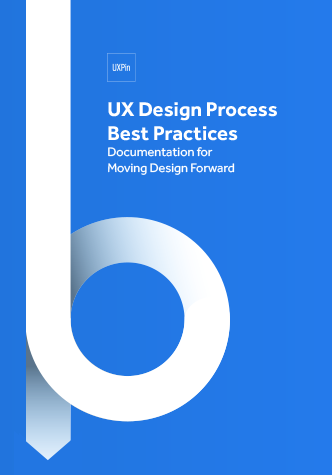 UXPin
UX Design Process
Best Practices
Documentation for
Moving Design Forward